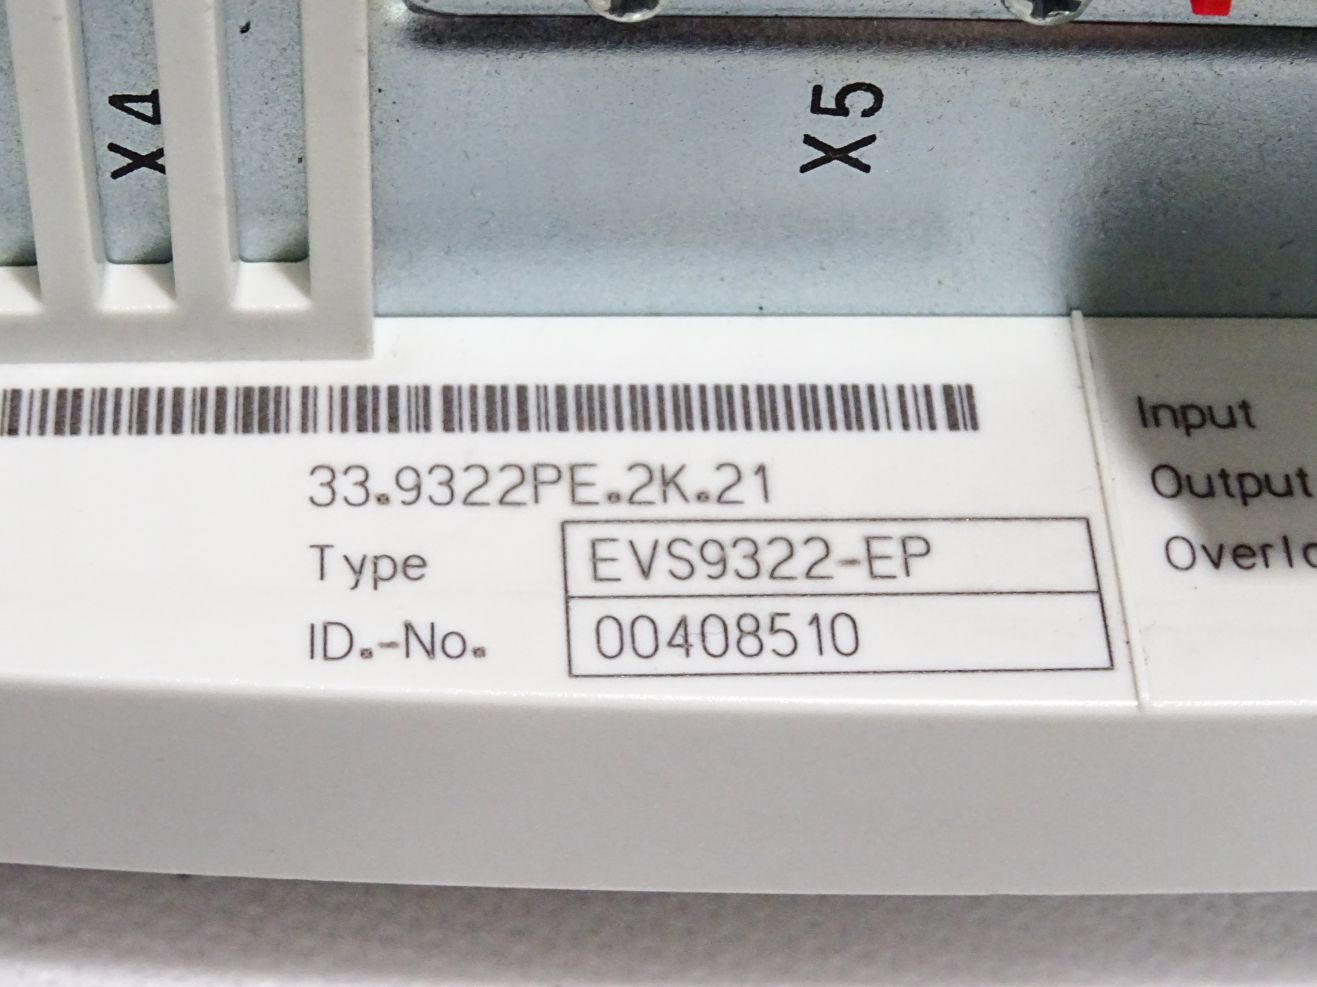 X4
X5
33.9322PE.2K.21
Type EVS9322-EP
ID.-No. 00408510
Input
Output